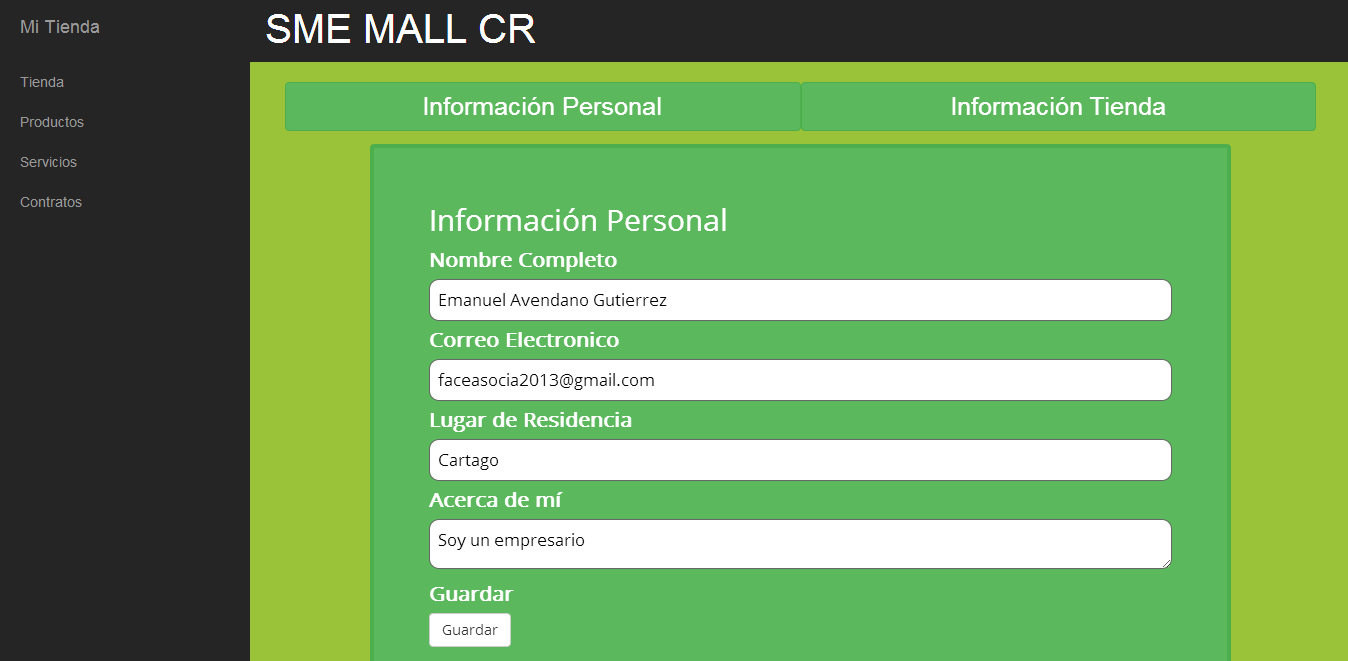 Mi Tienda
SME MALL CR
Tienda
Productos
Servicios
Contratos
Información Personal
Información Tienda
Información Personal
Nombre Completo
Emanuel Avendano Gutierrez
Correo Electronico
faceasocia2013@gmail.com
Lugar de Residencia
Cartago
Acerca de mí
Soy un empresario
Guardar
Guardar